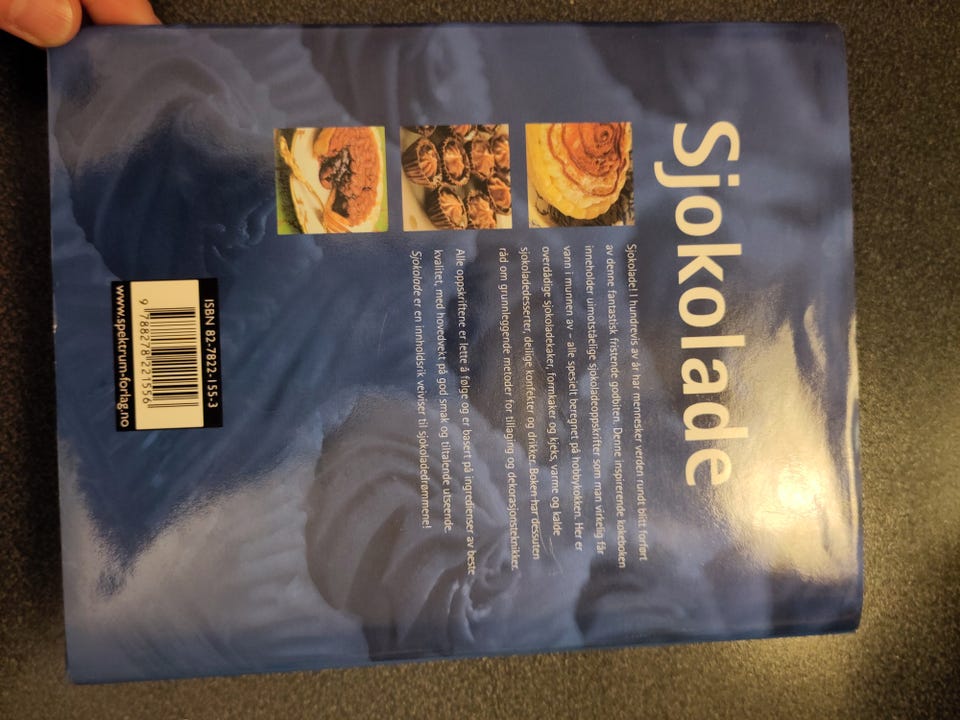 Sjokolade
Sjokolade! I hundrevis av år har mennesker verden rundt blitt forført
av denne fantastisk fristende godbiten. Denne inspirerende kokeboken
inneholder uimotståelige sjokoladeoppskrifter som man virkelig får
vann i munnen av – alle spesielt beregnet på hobbykokken. Her er
overdådige sjokoladekaker, formkaker og kjeks, varme og kalde
sjokoladedesserter, deilige konfekter og drikker. Boken har dessuten
råd om grunnleggende metoder for tillaging og dekorasjonsteknikker.
Alle oppskriftene er lette å følge og er basert på ingredienser av beste
kvalitet, med hovedvekt på god smak og tiltalende utseende.
Sjokolade er en innholdsrik veiviser til sjokoladedrømmene!
ISBN 82-7822-155-3
9 788278 221556
www.spektrum-forlag.no